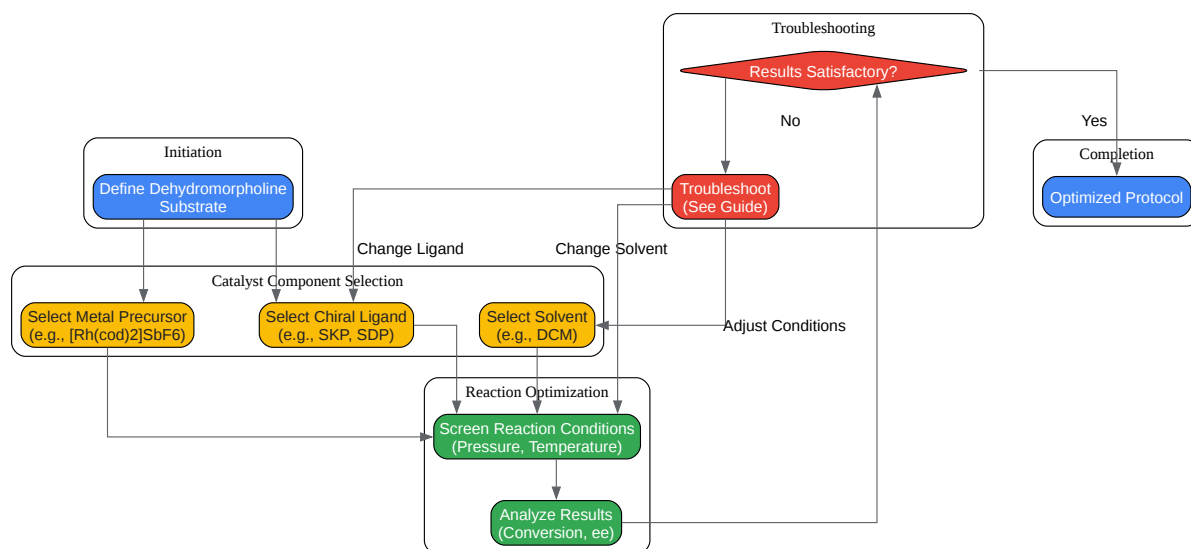 Troubleshooting
Results Satisfactory?
No
Yes
Initiation
Define Dehydromorpholine
Substrate
Troubleshoot
(See Guide)
Completion
Optimized Protocol
Change Ligand
Change Solvent
Catalyst Component Selection
Select Metal Precursor
(e.g., [Rh(cod)2]SbF6)
Select Chiral Ligand
(e.g., SKP, SDP)
Select Solvent
(e.g., DCM)
Adjust Conditions
Reaction Optimization
Screen Reaction Conditions
(Pressure, Temperature)
Analyze Results
(Conversion, ee)